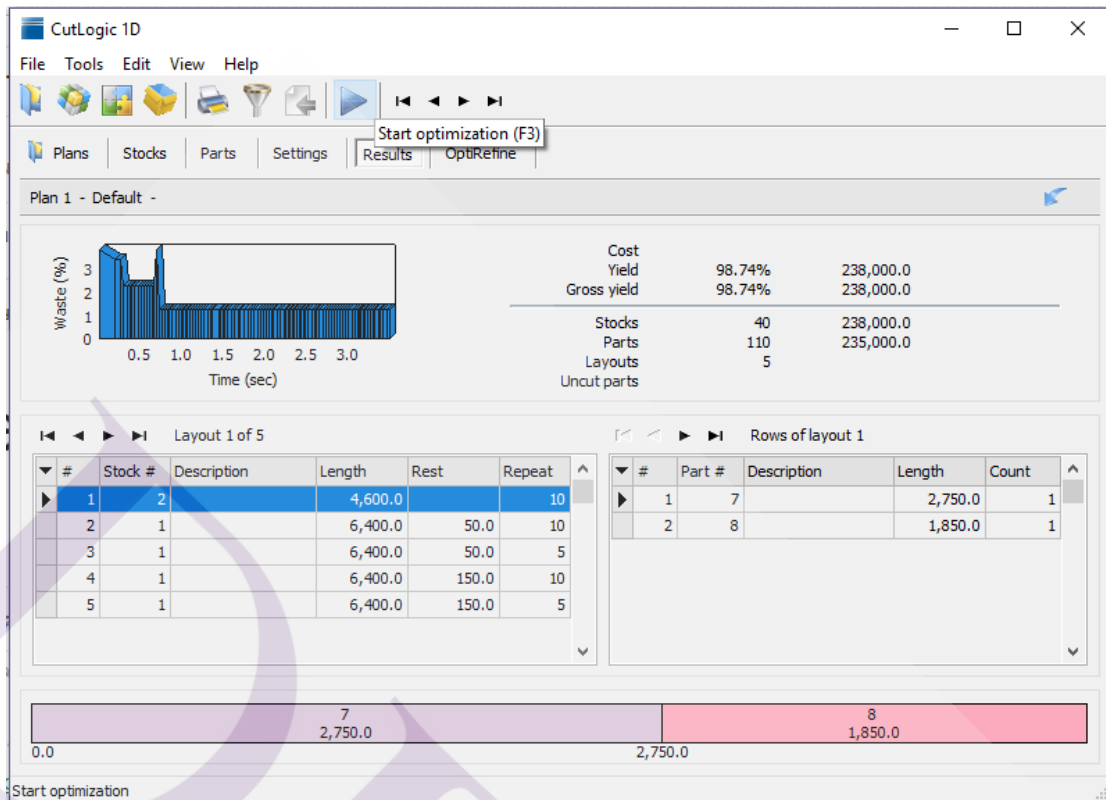 CutLogic 1D
File Tools Edit View Help
Start optimization (F3)
Plans Stocks Parts Settings Results OptiRefine
Plan 1 - Default -
Waste (%)
3
2
1
0
0.5 1.0 1.5 2.0 2.5 3.0
Time (sec)
Cost
Yield 98.74% 238,000.0
Gross yield 98.74% 238,000.0
Stocks 40 238,000.0
Parts 110 235,000.0
Layouts 5
Uncut parts
Layout 1 of 5
# Stock # Description Length Rest Repeat
1 2 4,600.0 10
2 1 6,400.0 50.0 10
3 1 6,400.0 50.0 5
4 1 6,400.0 150.0 10
5 1 6,400.0 150.0 5
Rows of layout 1
# Part # Description Length Count
1 7 2,750.0 1
2 8 1,850.0 1
7 8
2,750.0 1,850.0
0.0 2,750.0
Start optimization